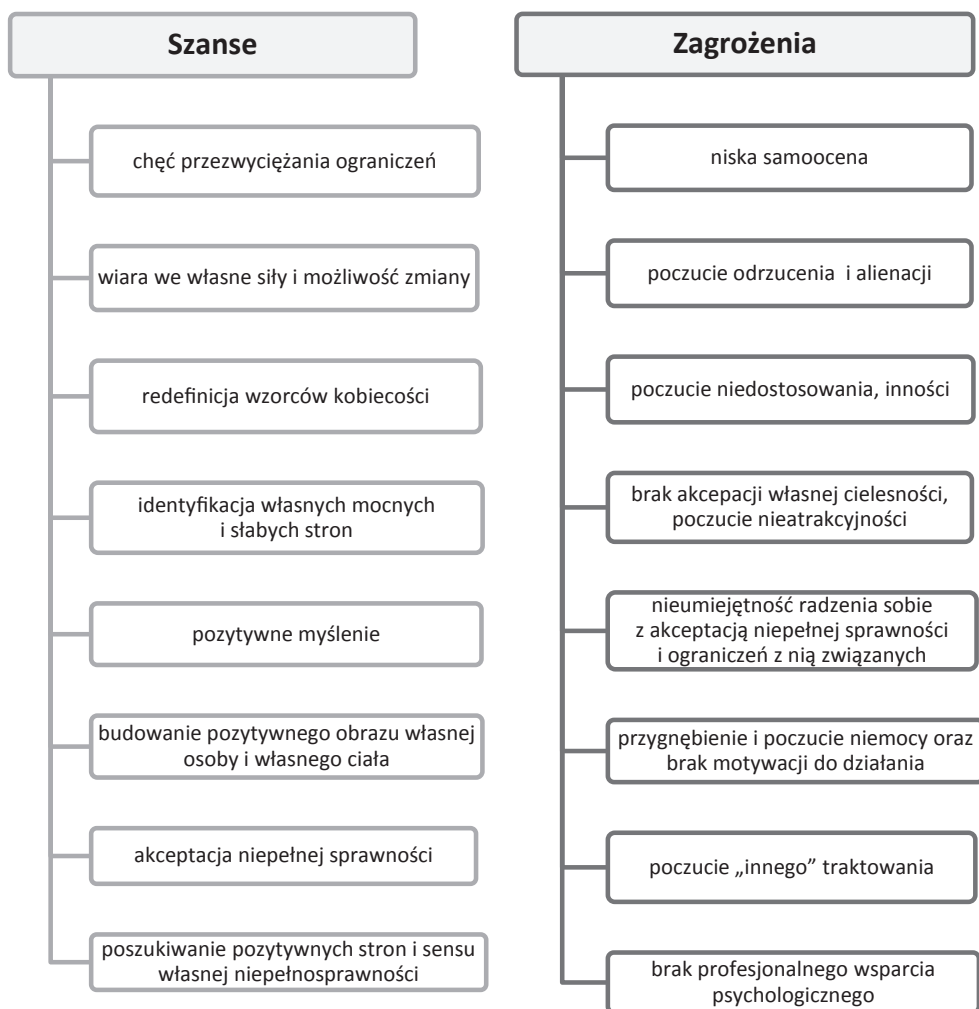 Szanse
chęć przezwyciężania ograniczeń
wiara we własne siły i możliwość zmiany
redefinicja wzorców kobiecości
identyfikacja własnych mocnych
i słabych stron
pozytywne myślenie
budowanie pozytywnego obrazu własnej
osoby i własnego ciała
akceptacja niepełnej sprawności
poszukiwanie pozytywnych stron i sensu
własnej niepełnosprawności
Zagrożenia
niska samoocena
poczucie odrzucenia i alienacji
poczucie niedostosowania, inności
brak akcepacji własnej cielesności,
poczucie nieatrakcyjności
nieumiejętność radzenia sobie
z akceptacją niepełnej sprawności
i ograniczeń z nią związanych
przygnębienie i poczucie niemocy oraz
brak motywacji do działania
poczucie „innego” traktowania
brak profesjonalnego wsparcia
psychologicznego